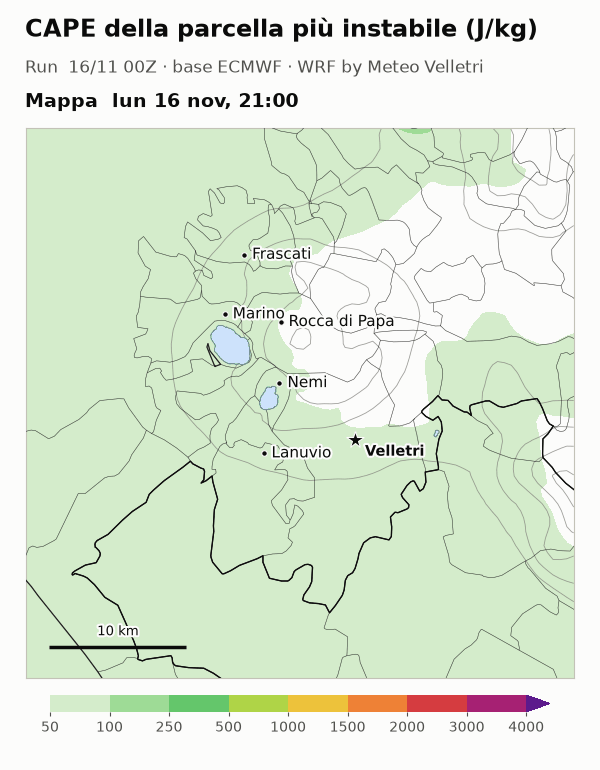 CAPE della parcella più instabile (J/kg)
Run 16/11 00Z · base ECMWF · WRF by Meteo Velletri
Mappa lun 16 nov, 21:00
Frascati
Marino
Rocca di Papa
Nemi
Velletri
Lanuvio
10 km
50 100 250 500 1000 1500 2000 3000 4000